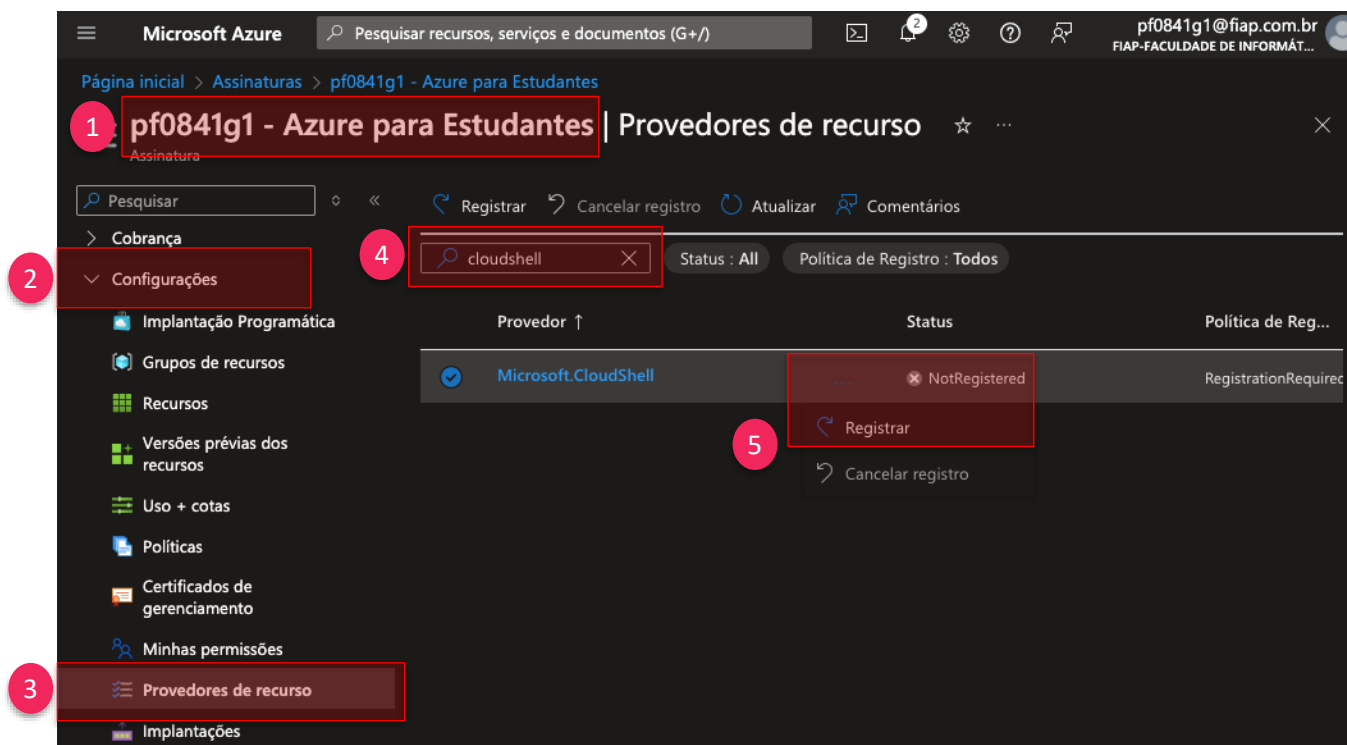 Microsoft Azure
Pesquisar recursos, serviços e documentos (G+/)
2
pf0841g1@fiap.com.br
FIAP-FACULDADE DE INFORMÁT...
Página inicial > Assinaturas > pf0841g1 - Azure para Estudantes
1
pf0841g1 - Azure para Estudantes | Provedores de recurso
Assinatura
Pesquisar
Registrar
Cancelar registro
Atualizar
Comentários
Cobrança
4
cloudshell
Status : All
Política de Registro : Todos
2
Configurações
Implantação Programática
Provedor ↑
Status
Política de Reg...
Grupos de recursos
Microsoft.CloudShell
...
NotRegistered
RegistrationRequired
Recursos
5
Registrar
Versões prévias dos
recursos
Cancelar registro
Uso + cotas
Políticas
Certificados de
gerenciamento
Minhas permissões
3
Provedores de recurso
Implantações